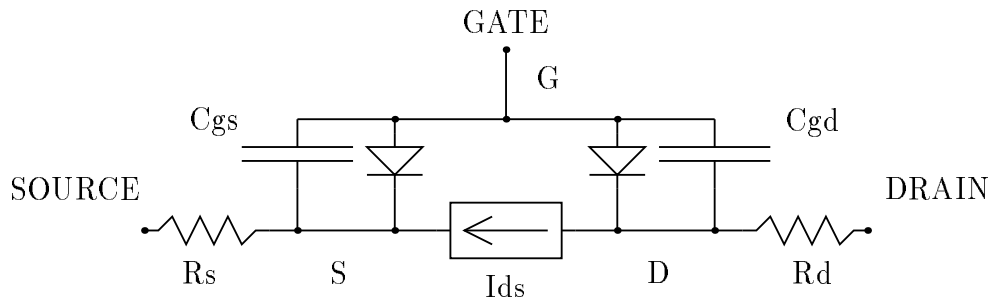 GATE
G
Cgs
Cgd
SOURCE
DRAIN
Rs
S
Ids
D
Rd